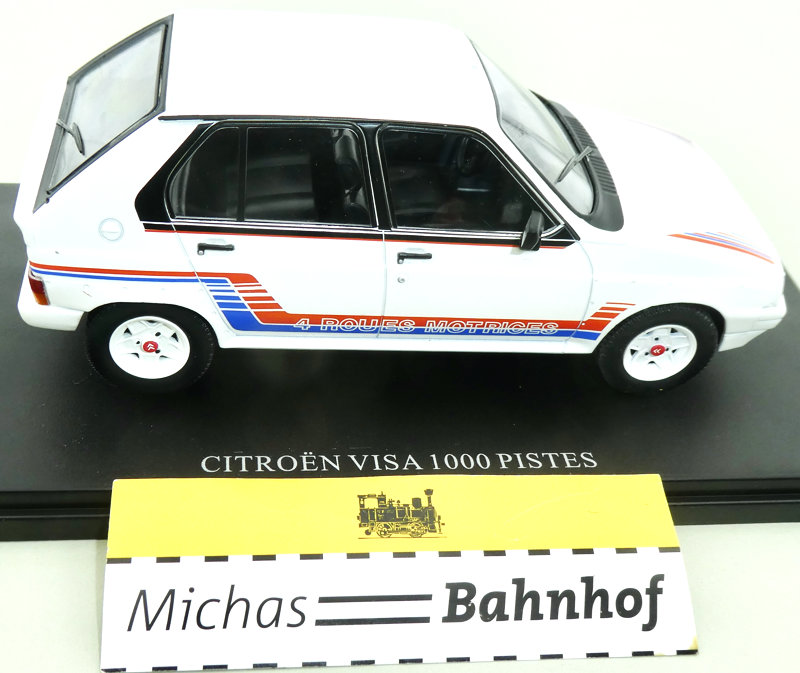 4 ROUES MOTRICES
CITROËN VISA 1000 PISTES
Michas Bahnhof